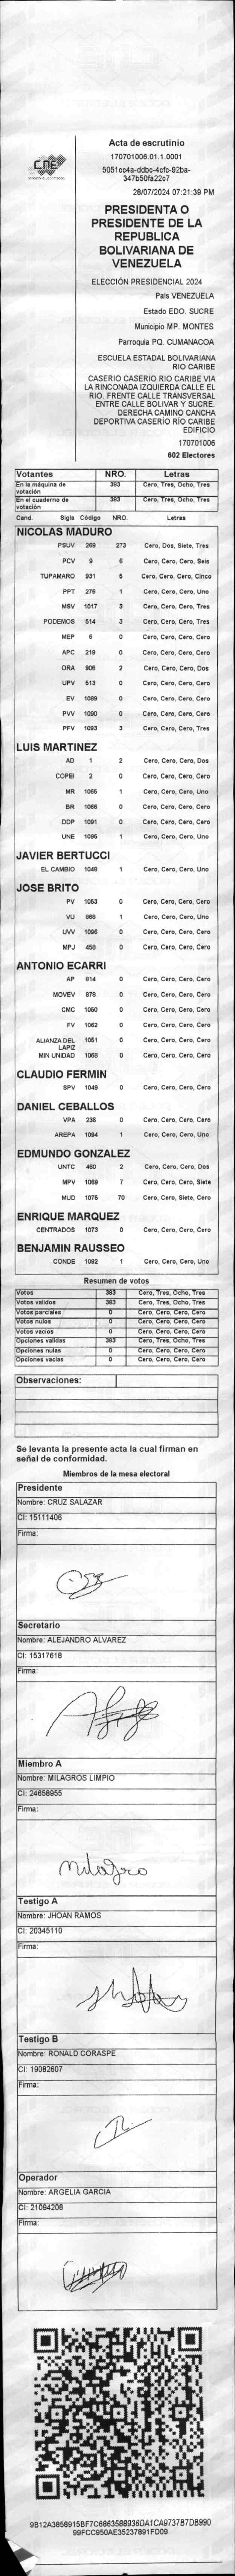 CNE
Acta de escrutinio
170701006.01.1.0001
5051cc4a-ddbc-4cfc-92ba-
347b50fa22c7
28/07/2024 07:21:39 PM
PRESIDENTA O
PRESIDENTE DE LA
REPUBLICA
BOLIVARIANA DE
VENEZUELA
ELECCIÓN PRESIDENCIAL 2024
País VENEZUELA
Estado EDO. SUCRE
Municipio MP. MONTES
Parroquia PQ. CUMANACOA
ESCUELA ESTADAL BOLIVARIANA
RIO CARIBE
CASERIO CASERIO RIO CARIBE VIA
LA RINCONADA IZQUIERDA CALLE EL
RIO. FRENTE CALLE TRANSVERSAL
ENTRE CALLE BOLIVAR Y SUCRE.
DERECHA CAMINO CANCHA
DEPORTIVA CASERÍO RÍO CARIBE
EDIFICIO
170701006
602 Electores
Votantes NRO. Letras
En la máquina de votación 383 Cero, Tres, Ocho, Tres
En el cuaderno de votación 383 Cero, Tres, Ocho, Tres
Cand. Sigla Código NRO. Letras
NICOLAS MADURO
PSUV 269 273 Cero, Dos, Siete, Tres
PCV 9 6 Cero, Cero, Cero, Seis
TUPAMARO 931 5 Cero, Cero, Cero, Cinco
PPT 276 1 Cero, Cero, Cero, Uno
MSV 1017 3 Cero, Cero, Cero, Tres
PODEMOS 514 3 Cero, Cero, Cero, Tres
MEP 6 0 Cero, Cero, Cero, Cero
APC 219 0 Cero, Cero, Cero, Cero
ORA 906 2 Cero, Cero, Cero, Dos
UPV 513 0 Cero, Cero, Cero, Cero
EV 1089 0 Cero, Cero, Cero, Cero
PVV 1090 0 Cero, Cero, Cero, Cero
PFV 1093 3 Cero, Cero, Cero, Tres
LUIS MARTINEZ
AD 1 2 Cero, Cero, Cero, Dos
COPEI 2 0 Cero, Cero, Cero, Cero
MR 1065 1 Cero, Cero, Cero, Uno
BR 1066 0 Cero, Cero, Cero, Cero
DDP 1091 0 Cero, Cero, Cero, Cero
UNE 1095 1 Cero, Cero, Cero, Uno
JAVIER BERTUCCI
EL CAMBIO 1048 1 Cero, Cero, Cero, Uno
JOSE BRITO
PV 1053 0 Cero, Cero, Cero, Cero
VU 868 1 Cero, Cero, Cero, Uno
UVV 1096 0 Cero, Cero, Cero, Cero
MPJ 458 0 Cero, Cero, Cero, Cero
ANTONIO ECARRI
AP 814 0 Cero, Cero, Cero, Cero
MOVEV 878 0 Cero, Cero, Cero, Cero
CMC 1050 0 Cero, Cero, Cero, Cero
FV 1062 0 Cero, Cero, Cero, Cero
ALIANZA DEL LAPIZ 1051 0 Cero, Cero, Cero, Cero
MIN UNIDAD 1068 0 Cero, Cero, Cero, Cero
CLAUDIO FERMIN
SPV 1049 0 Cero, Cero, Cero, Cero
DANIEL CEBALLOS
VPA 236 0 Cero, Cero, Cero, Cero
AREPA 1094 1 Cero, Cero, Cero, Uno
EDMUNDO GONZALEZ
UNTC 460 2 Cero, Cero, Cero, Dos
MPV 1069 7 Cero, Cero, Cero, Siete
MUD 1075 70 Cero, Cero, Siete, Cero
ENRIQUE MARQUEZ
CENTRADOS 1073 0 Cero, Cero, Cero, Cero
BENJAMIN RAUSSEO
CONDE 1092 1 Cero, Cero, Cero, Uno
Resumen de votos
Votos 383 Cero, Tres, Ocho, Tres
Votos validos 383 Cero, Tres, Ocho, Tres
Votos parciales 0 Cero, Cero, Cero, Cero
Votos nulos 0 Cero, Cero, Cero, Cero
Votos vacios 0 Cero, Cero, Cero, Cero
Opciones validas 383 Cero, Tres, Ocho, Tres
Opciones nulas 0 Cero, Cero, Cero, Cero
Opciones vacías 0 Cero, Cero, Cero, Cero
Observaciones:
Se levanta la presente acta la cual firman en
señal de conformidad.
Miembros de la mesa electoral
Presidente
Nombre: CRUZ SALAZAR
CI: 15111406
Firma:
Secretario
Nombre: ALEJANDRO ALVAREZ
CI: 15317618
Firma:
Miembro A
Nombre: MILAGROS LIMPIO
CI: 24658955
Firma:
milagro
Testigo A
Nombre: JHOAN RAMOS
CI: 20345110
Firma:
Testigo B
Nombre: RONALD CORASPE
CI: 19082607
Firma:
Operador
Nombre: ARGELIA GARCIA
CI: 21094208
Firma:
9B12A3858915BF7C6863588936DA1CA9737B7DB990
99FCC950AE35237891FD09